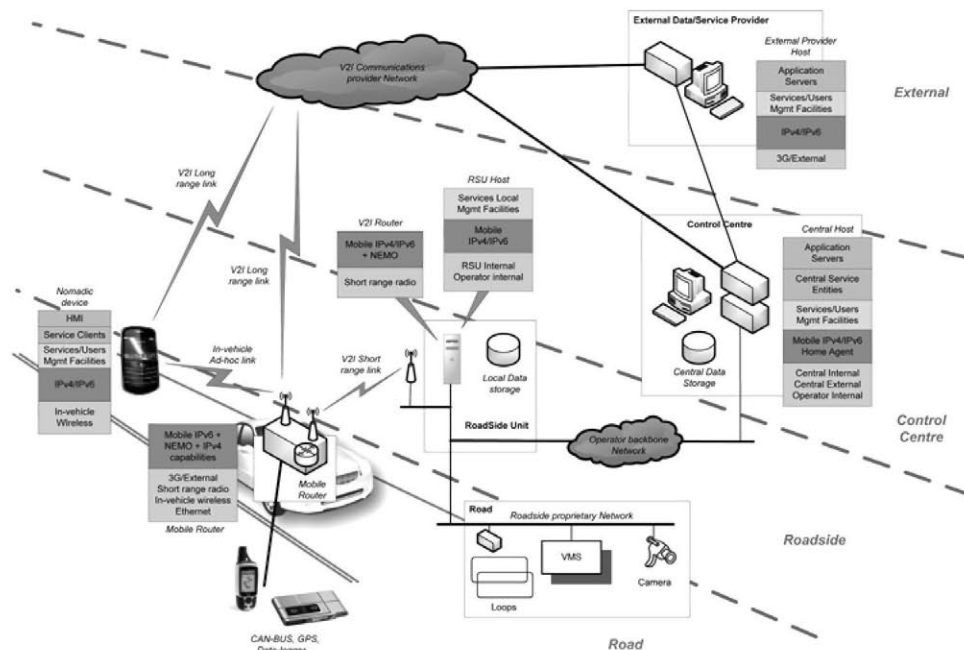 External Data/Service Provider
External Provider
Host
Application
Servers
Services/Users
Mgmt Facilities
IPv4/IPv6
3G/External
External
V2I Communications
provider Network
V2I Long
range link
RSU Host
Services Local
Mgmt Facilities
Mobile
IPv4/IPv6
RSU Internal
Operator internal
V2I Router
Mobile IPv4/IPv6
+ NEMO
Short range radio
V2I Long
range link
Control Centre
Central Host
Application
Servers
Central Service
Entities
Services/Users
Mgmt Facilities
Mobile IPv4/IPv6
Home Agent
Central Internal
Central External
Operator Internal
Central Data
Storage
Control
Centre
Nomadic
device
HMI
Service Clients
Services/Users
Mgmt Facilities
IPv4/IPv6
In-vehicle
Wireless
In-vehicle
Ad-hoc link
V2I Short
range link
Local Data
storage
RoadSide Unit
Operator backbone
Network
Mobile IPv6 +
NEMO + IPv4
capabilities
3G/External
Short range radio
In-vehicle wireless
Ethernet
Mobile Router
Mobile
Router
Road
Roadside proprietary Network
VMS
Loops
Camera
Roadside
CAN-BUS, GPS,
Data-logger
Road